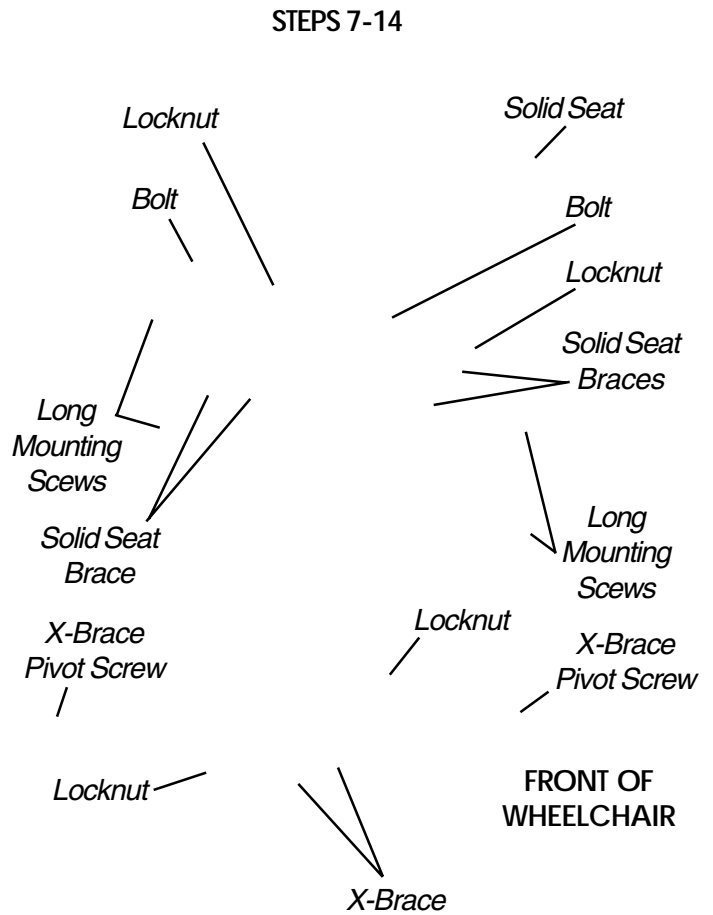 STEPS 7-14
Locknut
Solid Seat
Bolt
Bolt
Locknut
Solid Seat
Braces
Long
Mounting
Scews
Solid Seat
Brace
Long
Mounting
Scews
X-Brace
Pivot Screw
Locknut
X-Brace
Pivot Screw
Locknut
FRONT OF
WHEELCHAIR
X-Brace